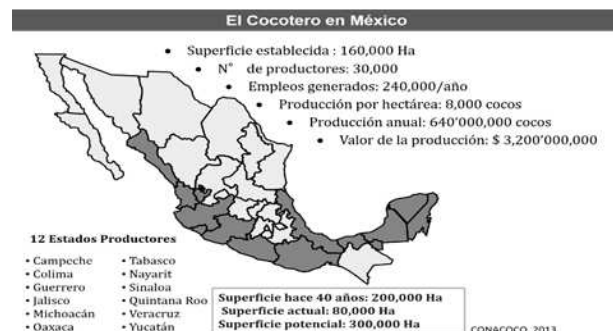 El Cocotero en México
• Superficie establecida : 160,000 Ha
• N° de productores: 30,000
• Empleos generados: 240,000/año
• Producción por hectárea: 8,000 cocos
• Producción anual: 640'000,000 cocos
• Valor de la producción: $ 3,200'000,000
12 Estados Productores
• Campeche
• Colima
• Guerrero
• Jalisco
• Michoacán
• Oaxaca
• Tabasco
• Nayarit
• Sinaloa
• Quintana Roo
• Veracruz
• Yucatán
Superficie hace 40 años: 200,000 Ha
Superficie actual: 80,000 Ha
Superficie potencial: 300,000 Ha
CONACOCO, 2013